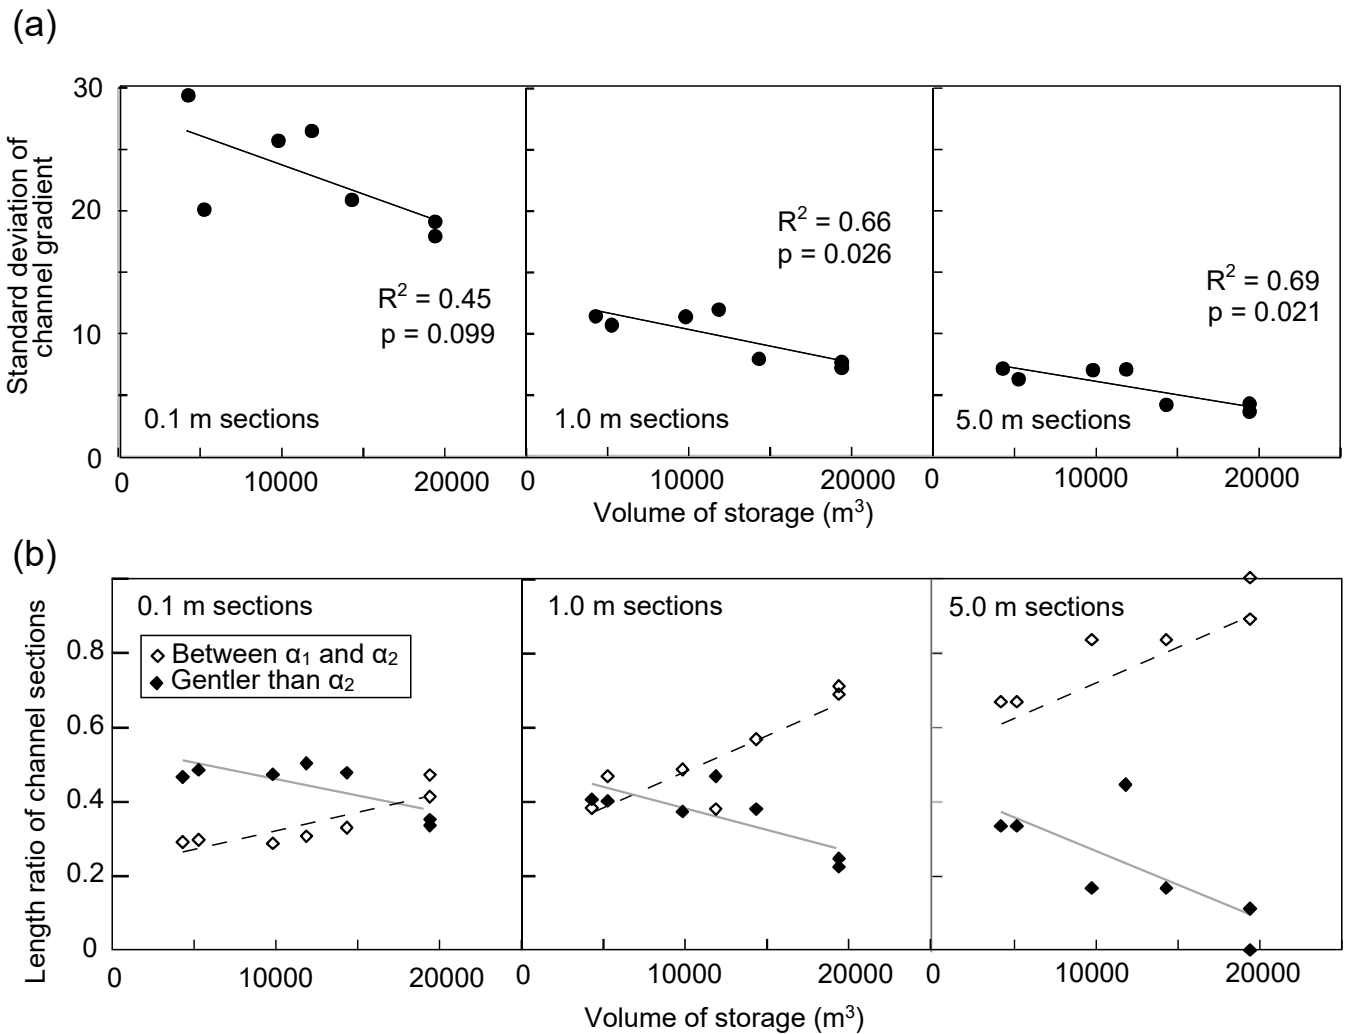 (a)
Standard deviation of
channel gradient
30
20
10
0
R² = 0.45
p = 0.099
0.1 m sections
R² = 0.66
p = 0.026
1.0 m sections
R² = 0.69
p = 0.021
5.0 m sections
0 10000 20000 10000 20000 0 10000 20000
Volume of storage (m³)
(b)
Length ratio of channel sections
0.8
0.6
0.4
0.2
0
0.1 m sections
Between α₁ and α₂
Gentler than α₂
1.0 m sections
5.0 m sections
0 10000 20000 0 10000 20000 0 10000 20000
Volume of storage (m³)